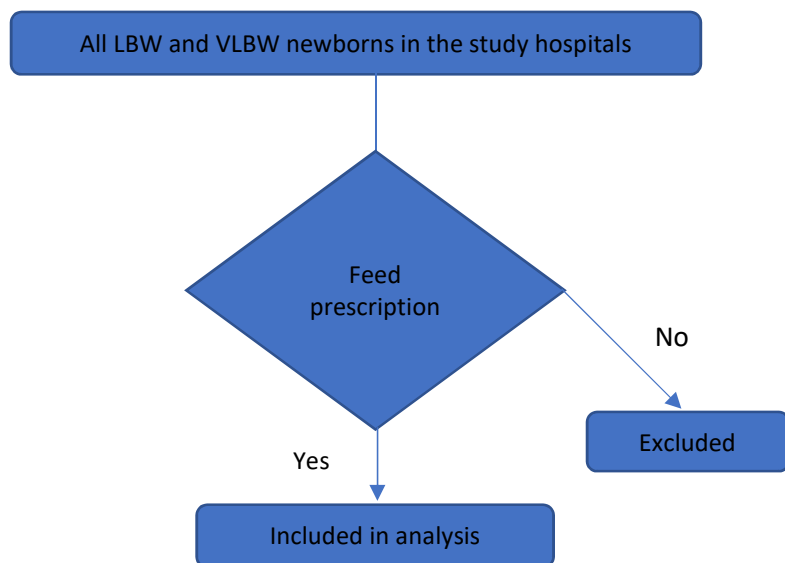 All LBW and VLBW newborns in the study hospitals
Feed
prescription
No
Excluded
Yes
Included in analysis